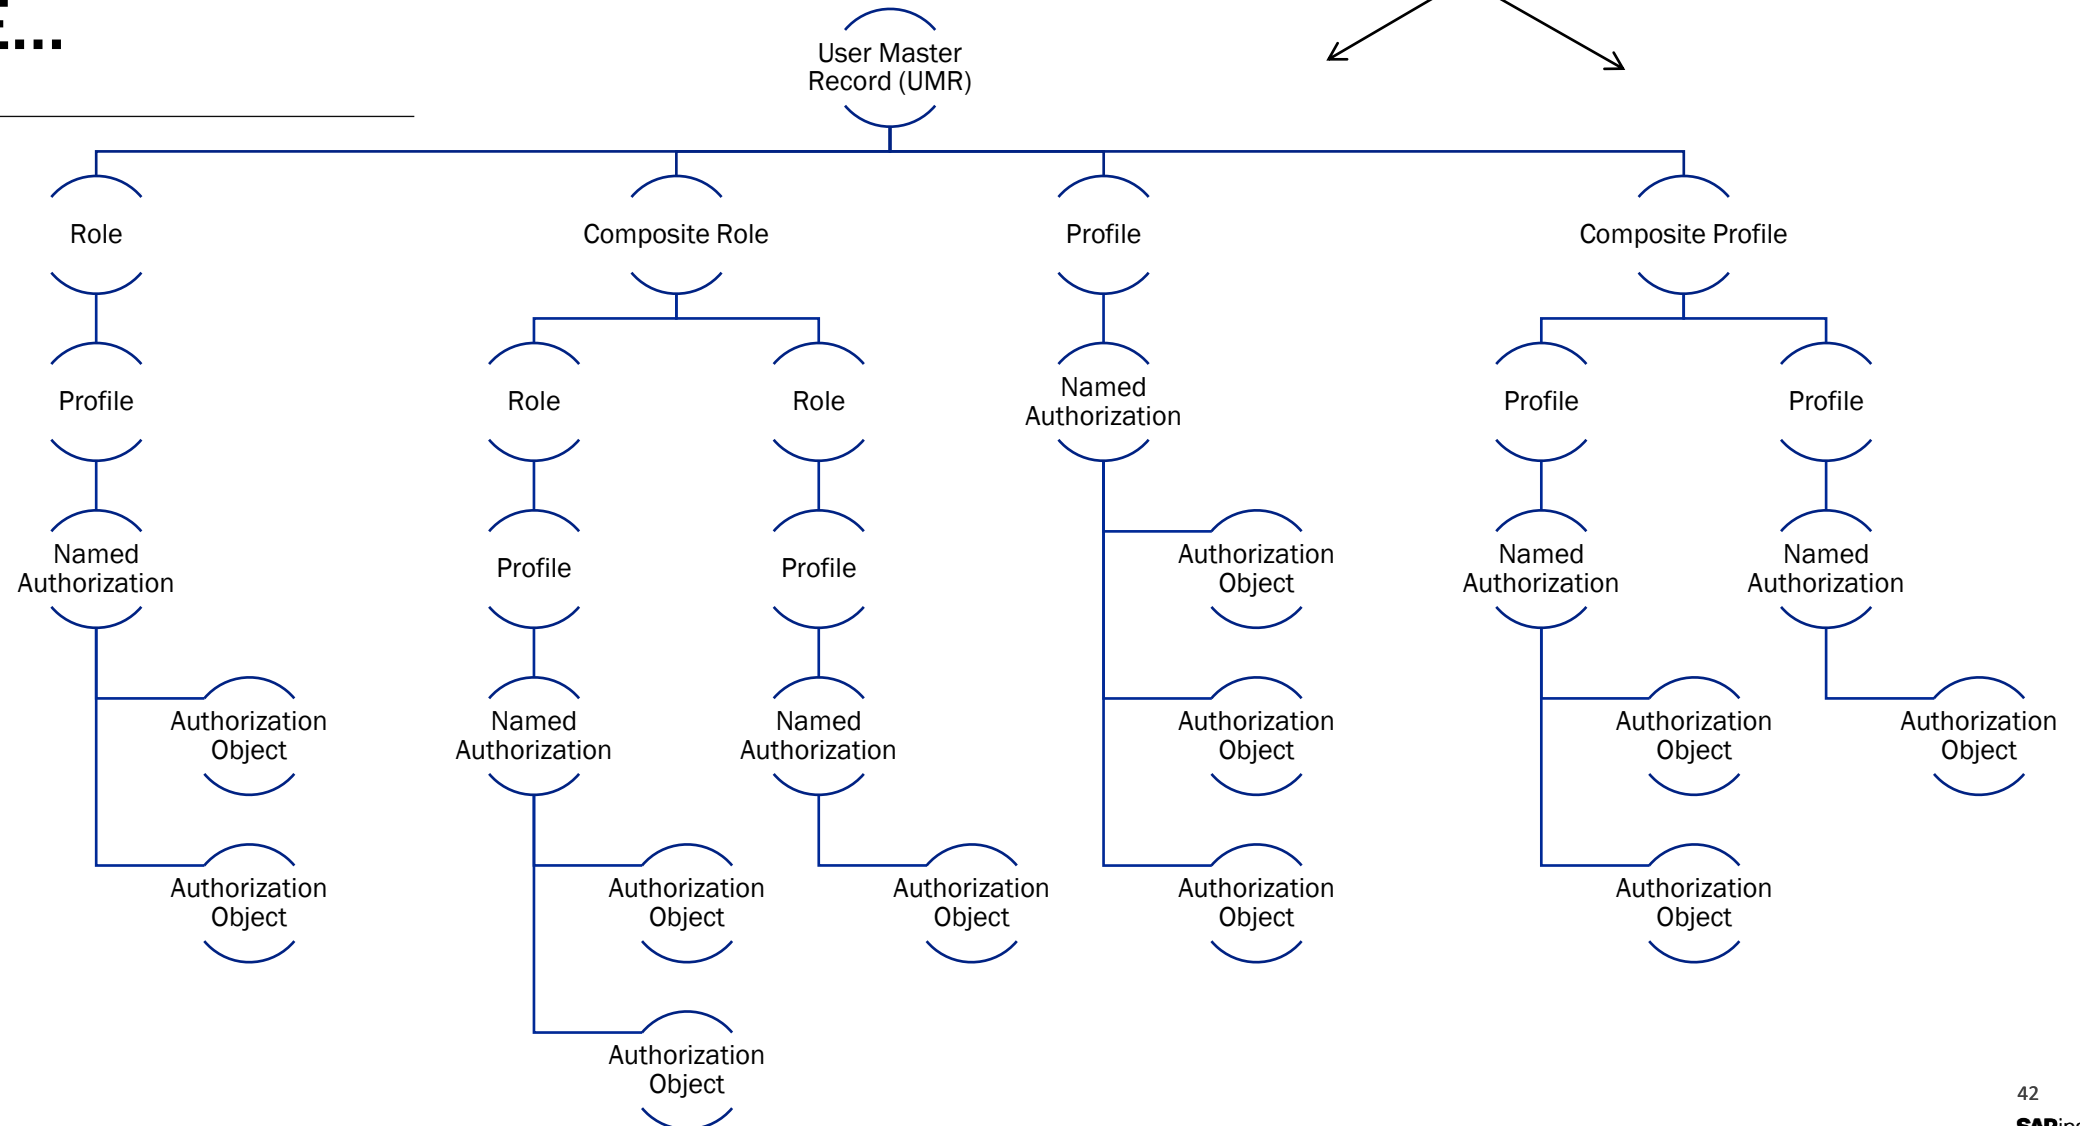 E...
User Master
Record (UMR)
Role
Composite Role
Profile
Composite Profile
Profile
Role
Role
Named
Authorization
Profile
Profile
Named
Authorization
Profile
Profile
Authorization
Object
Named
Authorization
Named
Authorization
Authorization
Object
Named
Authorization
Named
Authorization
Authorization
Object
Authorization
Object
Authorization
Object
Authorization
Object
Authorization
Object
Authorization
Object
Authorization
Object
Authorization
Object
Authorization
Object
42